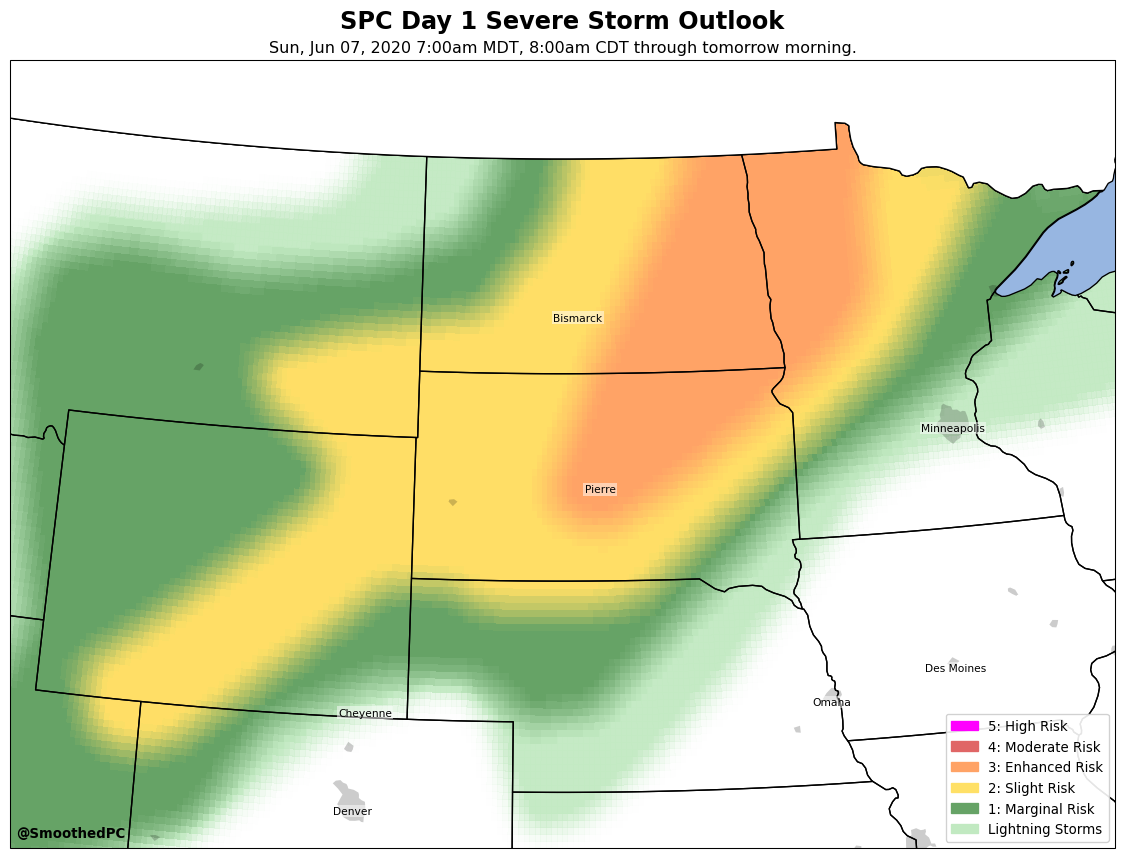 SPC Day 1 Severe Storm Outlook
Sun, Jun 07, 2020 7:00am MDT, 8:00am CDT through tomorrow morning.
Bismarck
Minneapolis
Pierre
Des Moines
Omaha
Cheyenne
Denver
5: High Risk
4: Moderate Risk
3: Enhanced Risk
2: Slight Risk
1: Marginal Risk
Lightning Storms
@SmoothedPC